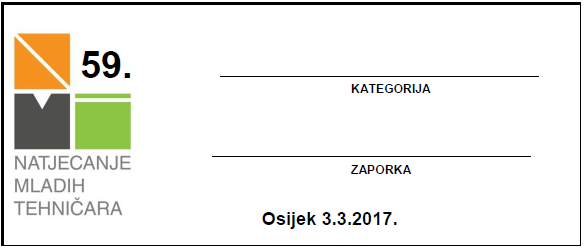 59.
KATEGORIJA
ZAPORKA
NATJECANJE
MLADIH
TEHNIČARA
Osijek 3.3.2017.